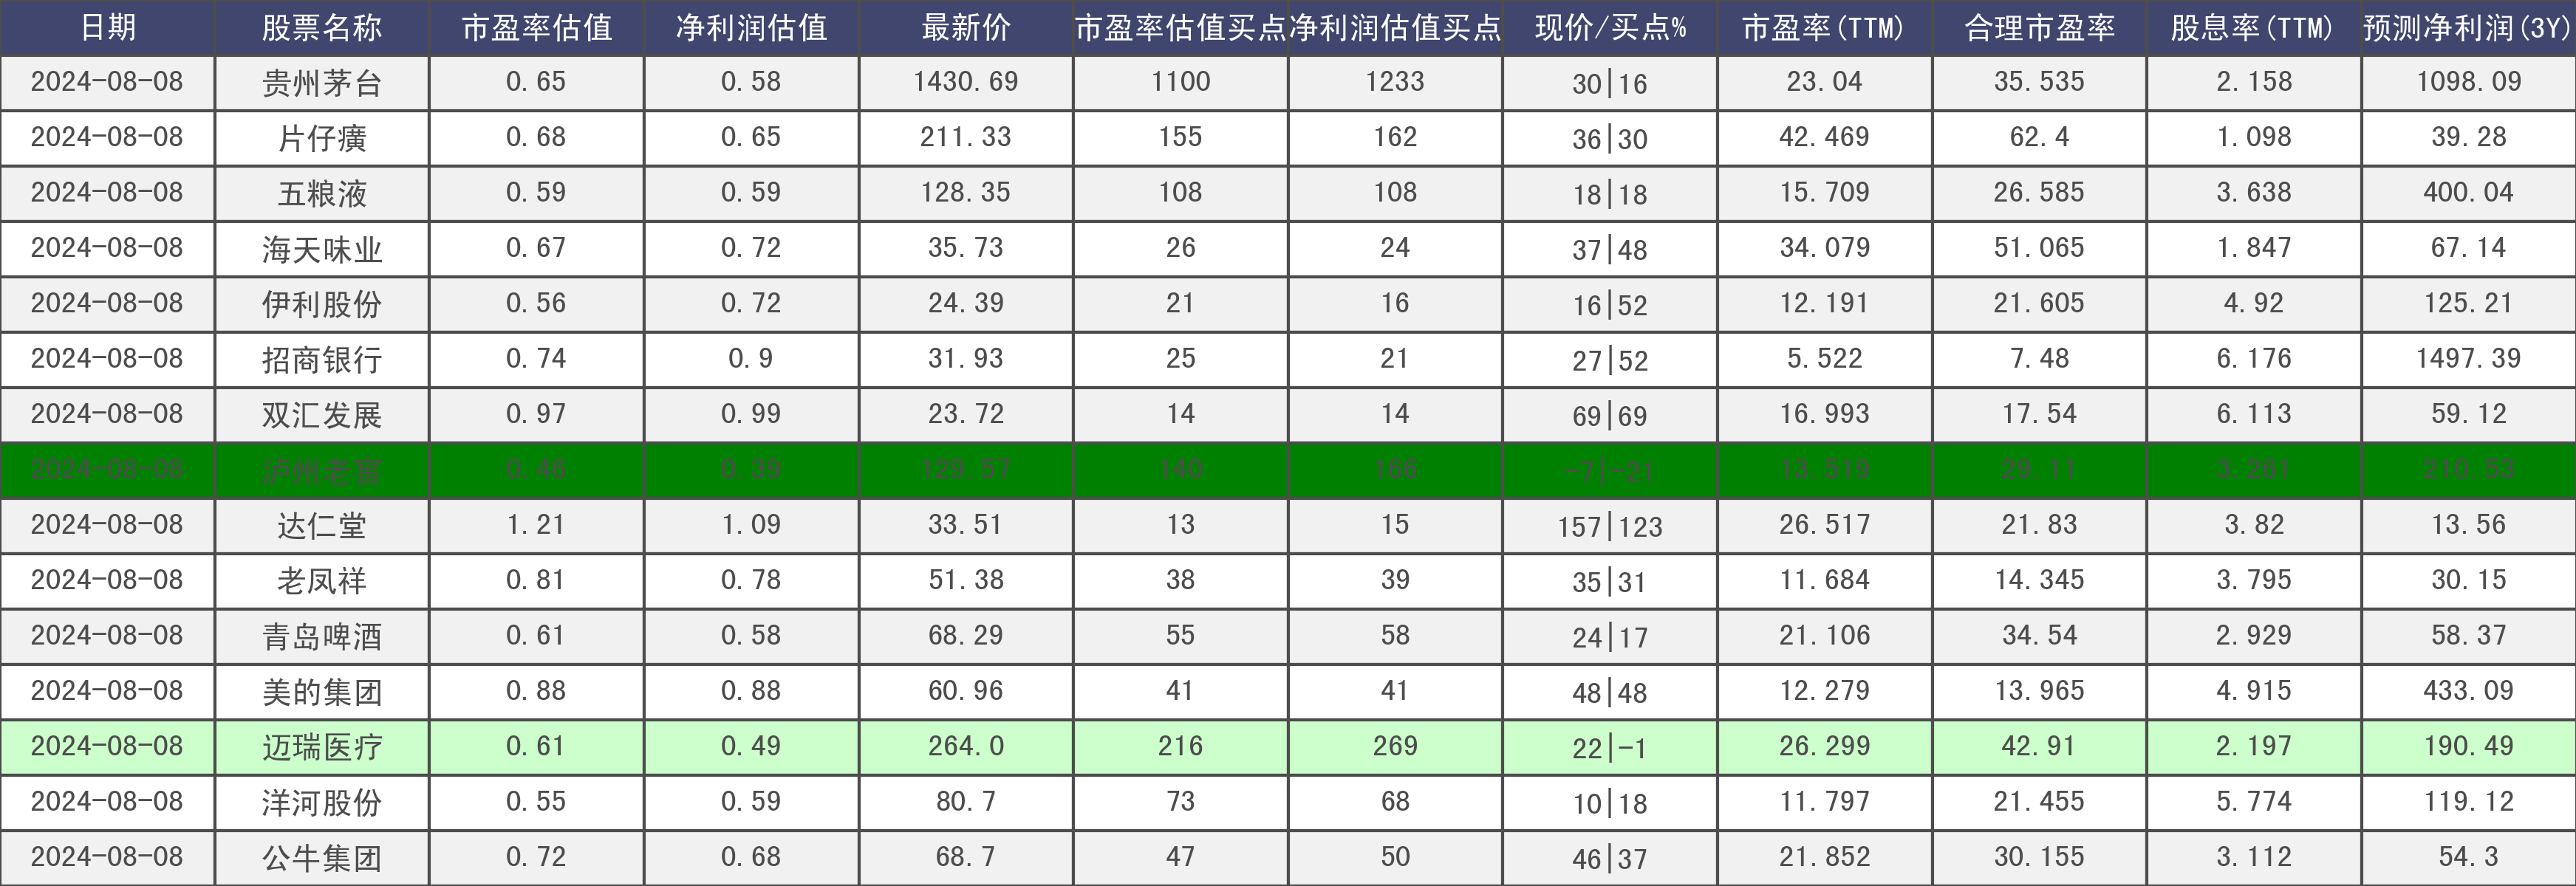 日期 股票名称 市盈率估值 净利润估值 最新价 市盈率估值买点 净利润估值买点 现价/买点% 市盈率(TTM) 合理市盈率 股息率(TTM) 预测净利润(3Y)
2024-08-08 贵州茅台 0.65 0.58 1430.69 1100 1233 30|16 23.04 35.535 2.158 1098.09
2024-08-08 片仔癀 0.68 0.65 211.33 155 162 36|30 42.469 62.4 1.098 39.28
2024-08-08 五粮液 0.59 0.59 128.35 108 108 18|18 15.709 26.585 3.638 400.04
2024-08-08 海天味业 0.67 0.72 35.73 26 24 37|48 34.079 51.065 1.847 67.14
2024-08-08 伊利股份 0.56 0.72 24.39 21 16 16|52 12.191 21.605 4.92 125.21
2024-08-08 招商银行 0.74 0.9 31.93 25 21 27|52 5.522 7.48 6.176 1497.39
2024-08-08 双汇发展 0.97 0.99 23.72 14 14 69|69 16.993 17.54 6.113 59.12
2024-08-08 泸州老窖 0.46 0.39 129.57 140 166 -7|-21 13.519 29.11 3.261 210.53
2024-08-08 达仁堂 1.21 1.09 33.51 13 15 157|123 26.517 21.83 3.82 13.56
2024-08-08 老凤祥 0.81 0.78 51.38 38 39 35|31 11.684 14.345 3.795 30.15
2024-08-08 青岛啤酒 0.61 0.58 68.29 55 58 24|17 21.106 34.54 2.929 58.37
2024-08-08 美的集团 0.88 0.88 60.96 41 41 48|48 12.279 13.965 4.915 433.09
2024-08-08 迈瑞医疗 0.61 0.49 264.0 216 269 22|-1 26.299 42.91 2.197 190.49
2024-08-08 洋河股份 0.55 0.59 80.7 73 68 10|18 11.797 21.455 5.774 119.12
2024-08-08 公牛集团 0.72 0.68 68.7 47 50 46|37 21.852 30.155 3.112 54.3